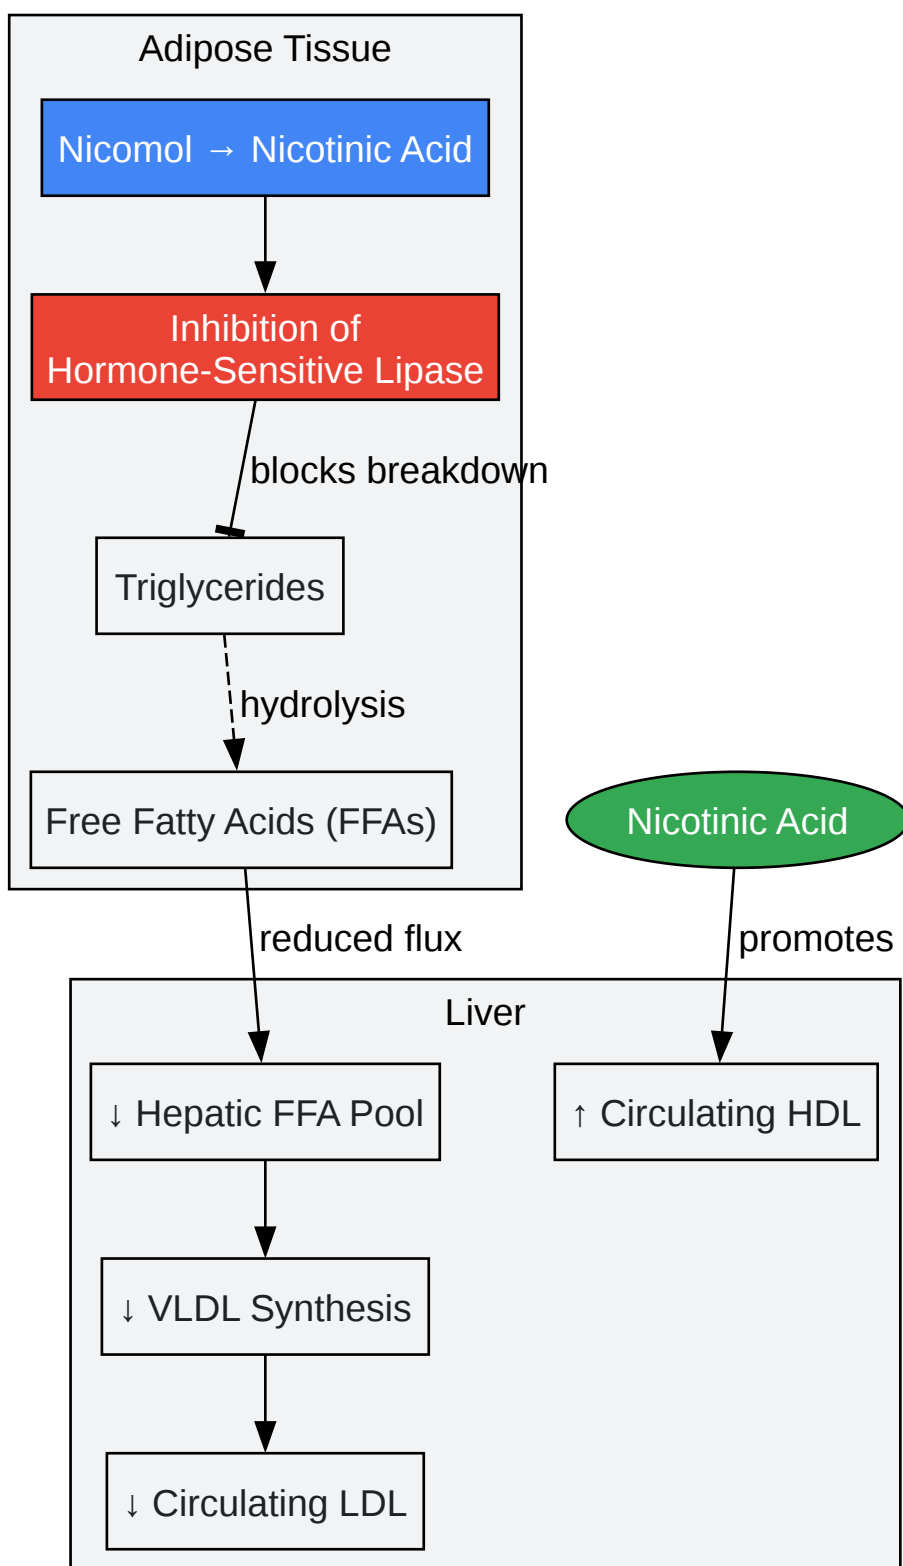 Adipose Tissue
Nicomol → Nicotinic Acid
Inhibition of
Hormone-Sensitive Lipase
blocks breakdown
Triglycerides
hydrolysis
Free Fatty Acids (FFAs)
Nicotinic Acid
reduced flux
promotes
Liver
↓ Hepatic FFA Pool
↑ Circulating HDL
↓ VLDL Synthesis
↓ Circulating LDL